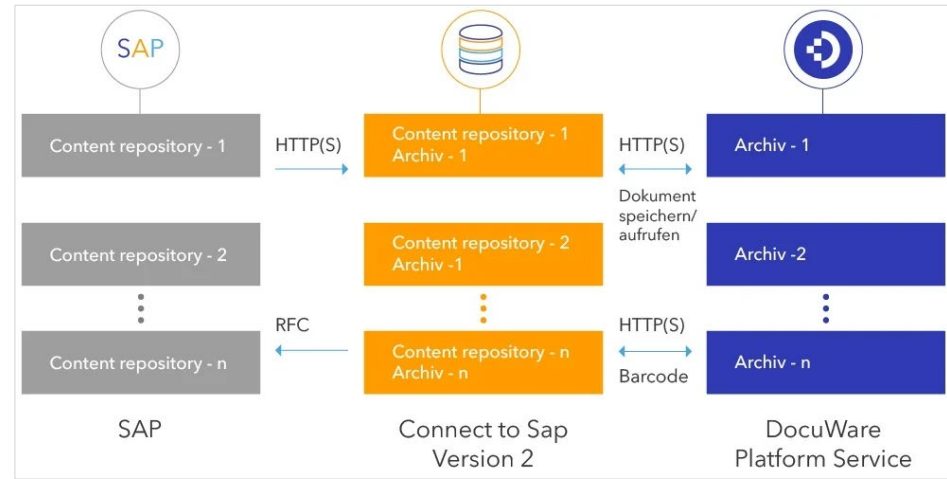 SAP
Content repository - 1
HTTP(S)
Content repository - 1
Archiv - 1
HTTP(S)
Dokument
speichern/
aufrufen
Archiv - 1
Content repository - 2
Content repository - 2
Archiv -1
Archiv -2
RFC
HTTP(S)
Barcode
Content repository - n
Content repository - n
Archiv - n
Archiv - n
SAP
Connect to Sap
Version 2
DocuWare
Platform Service